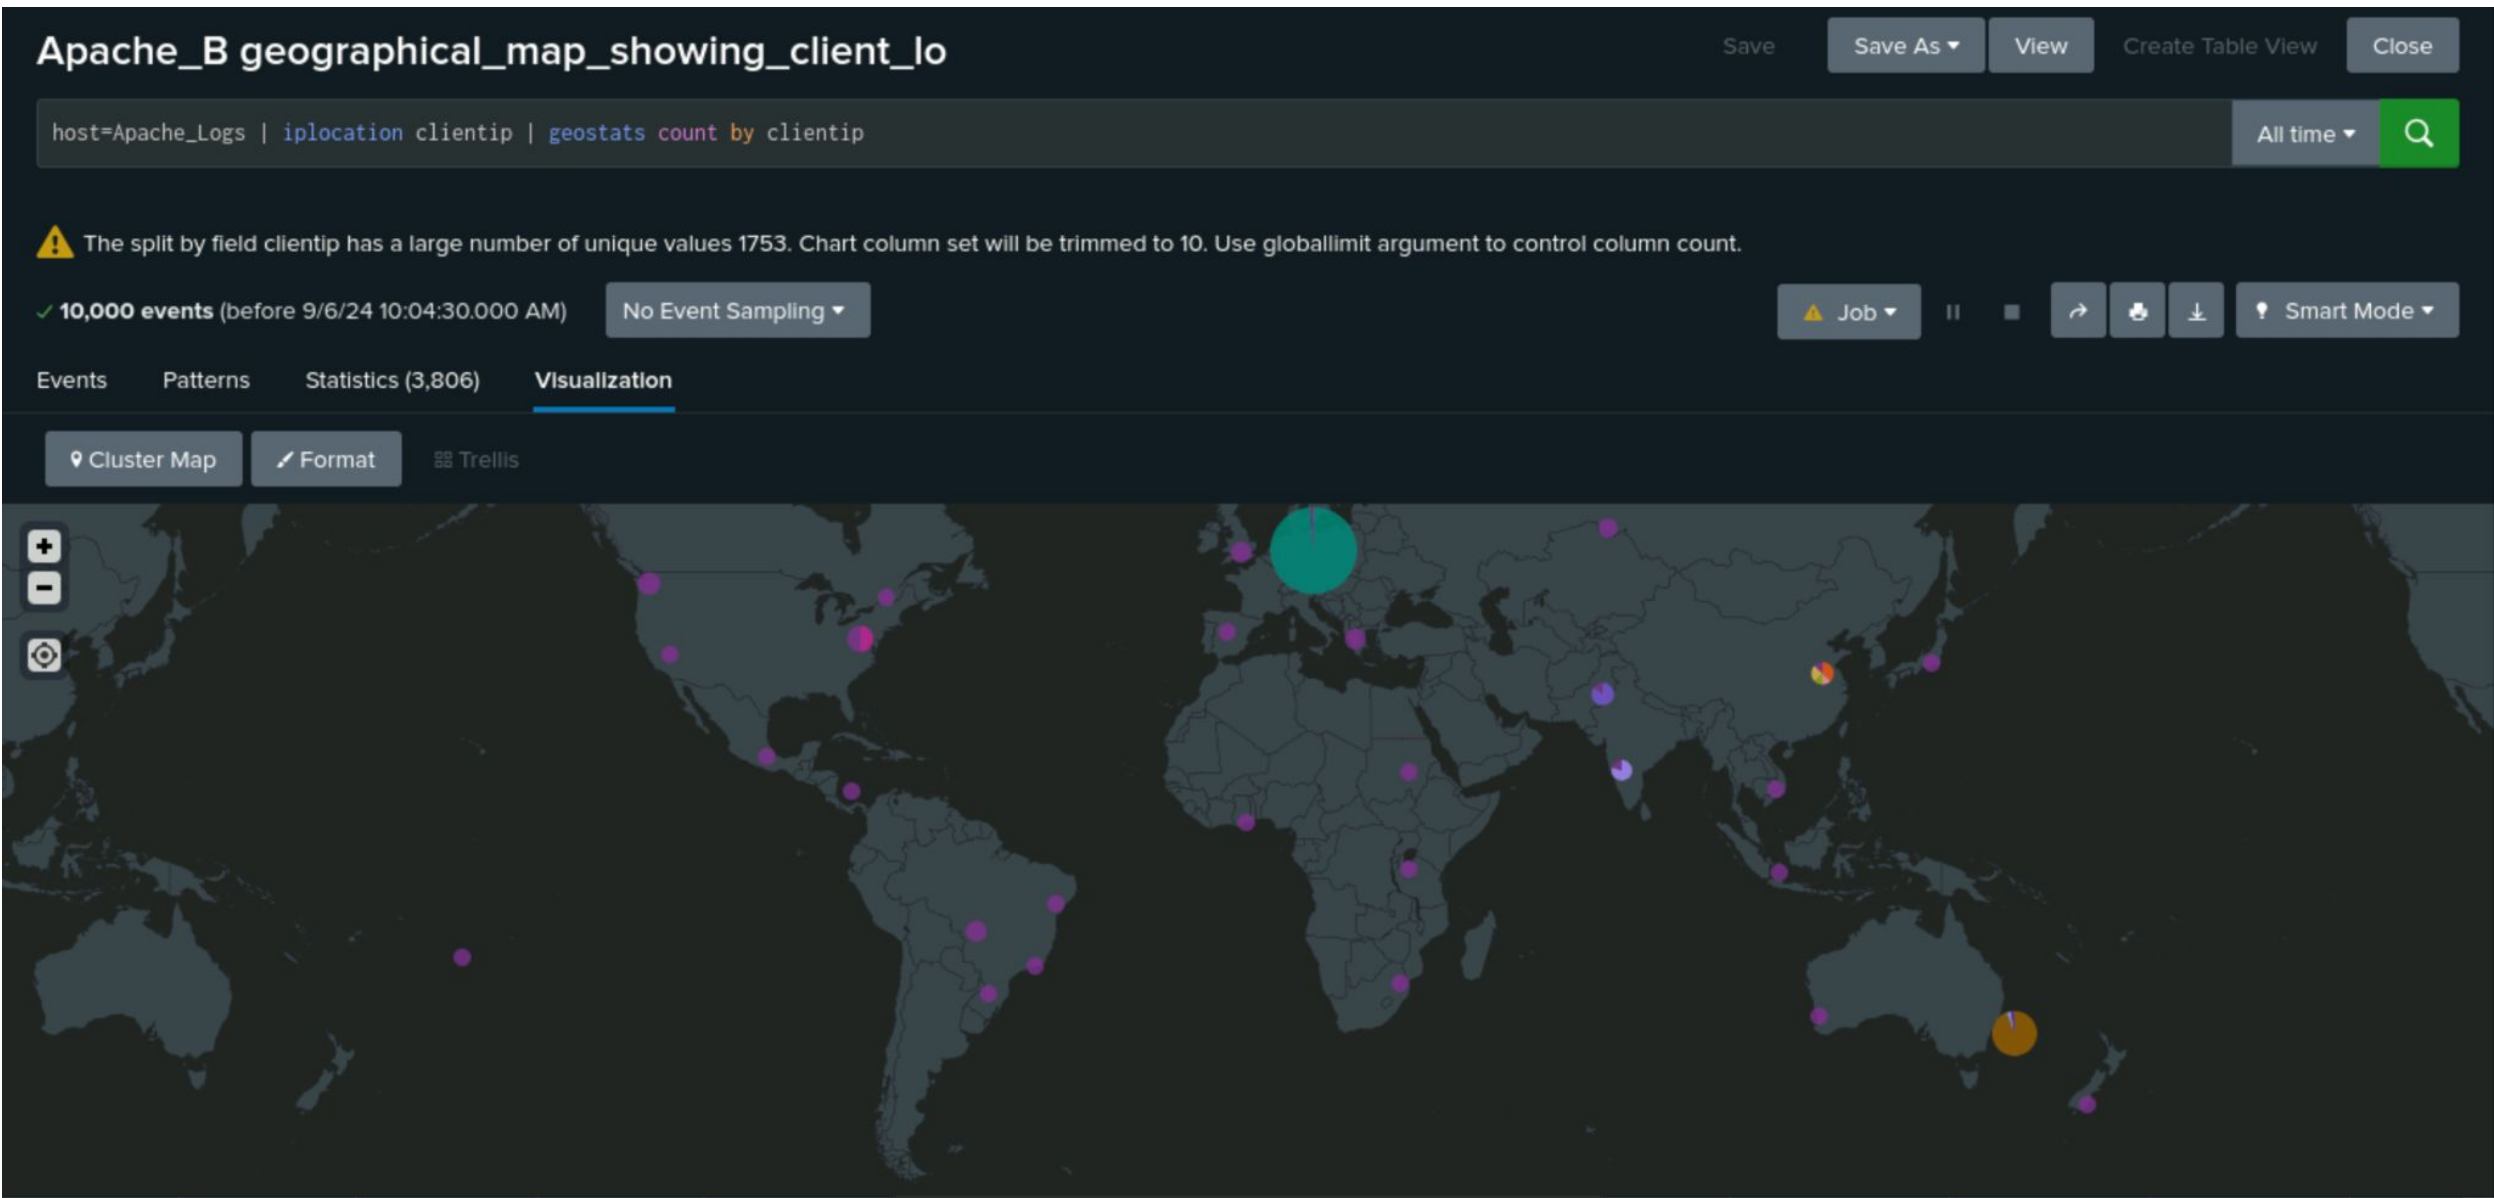 Apache_B geographical_map_showing_client_lo
Save
Save As
View
Create Table View
Close
host=Apache_Logs | iplocation clientip | geostats count by clientip
All time
The split by field clientip has a large number of unique values 1753. Chart column set will be trimmed to 10. Use globallimit argument to control column count.
10,000 events (before 9/6/24 10:04:30.000 AM)
No Event Sampling
Job
Smart Mode
Events
Patterns
Statistics (3,806)
Visualization
Cluster Map
Format
Trellis